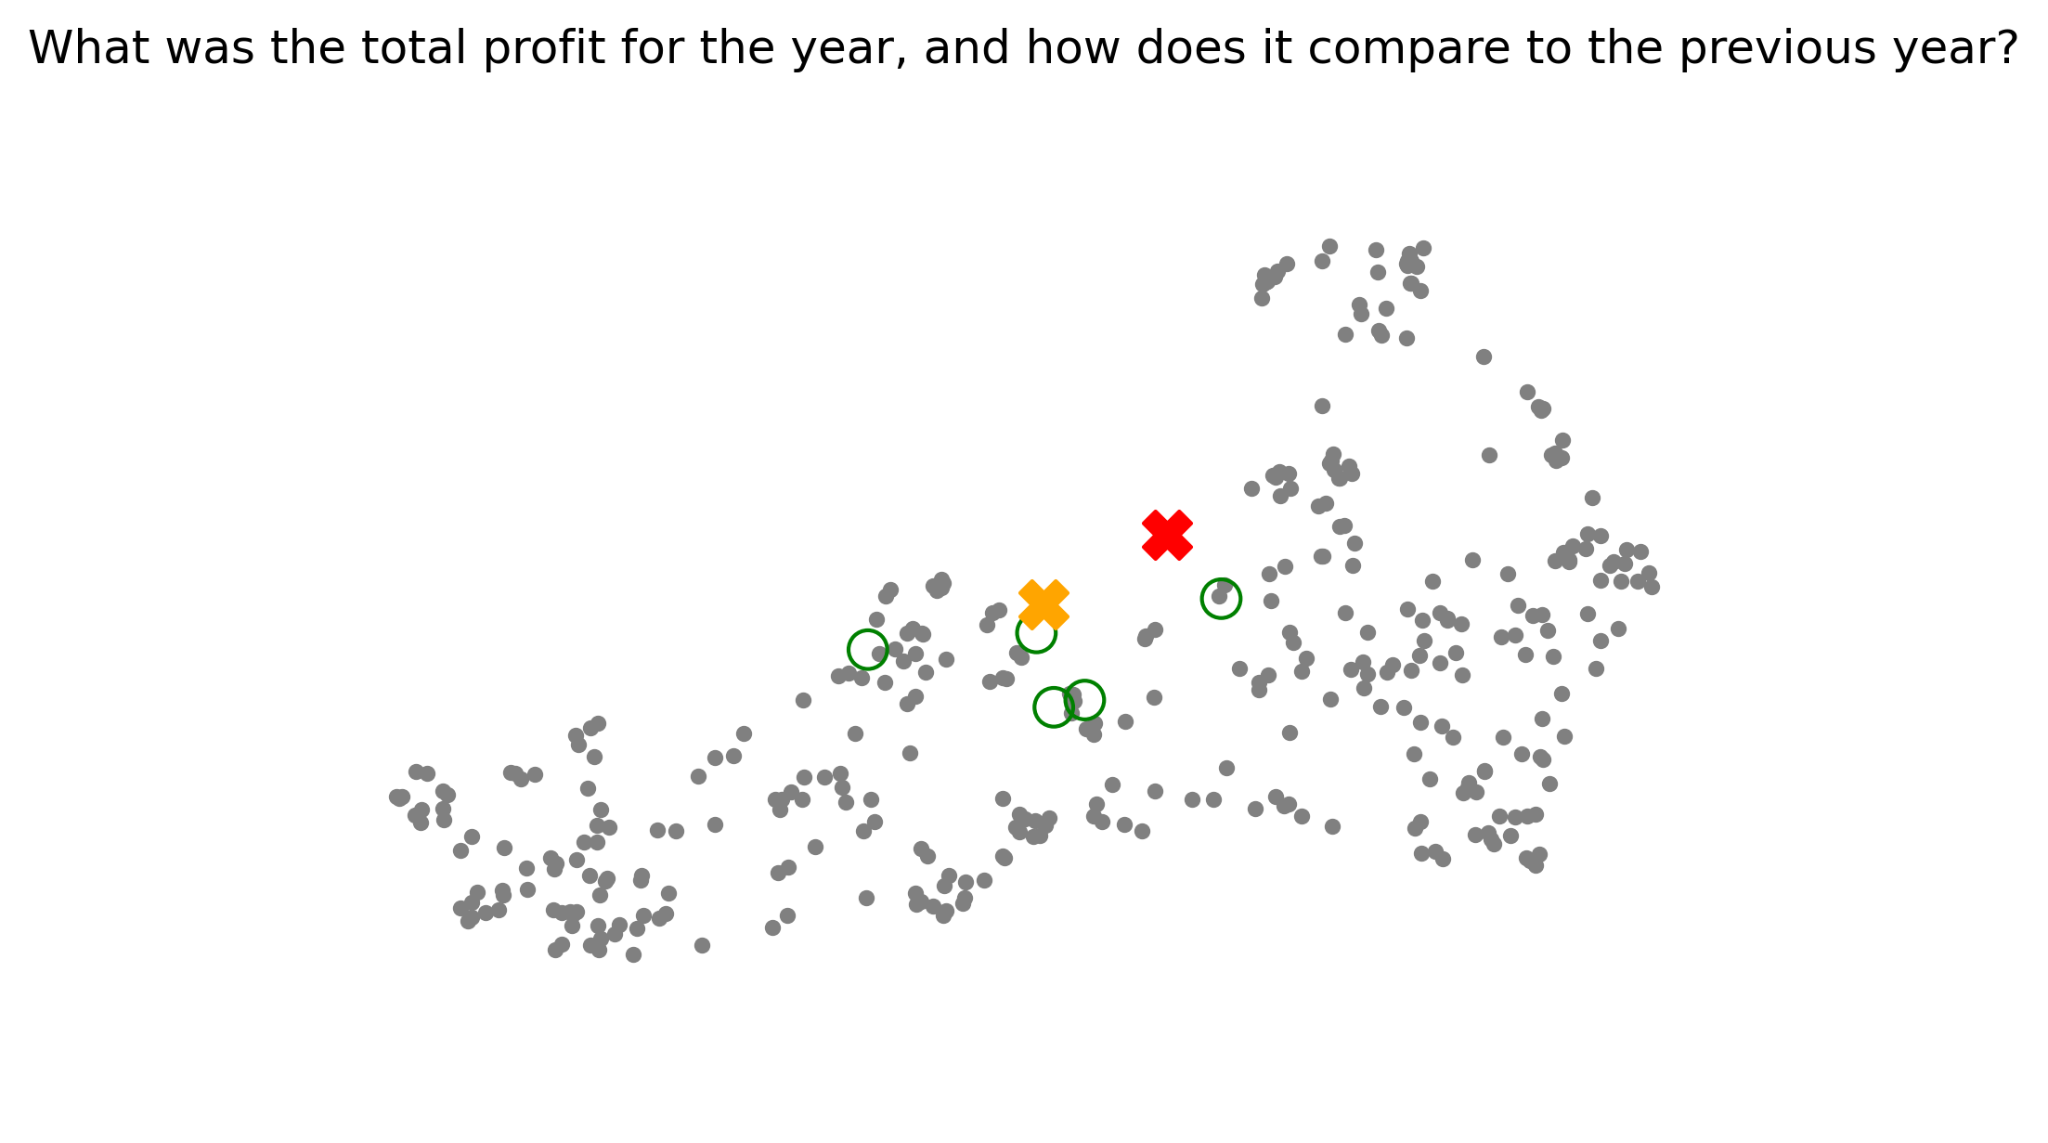 What was the total profit for the year, and how does it compare to the previous year?